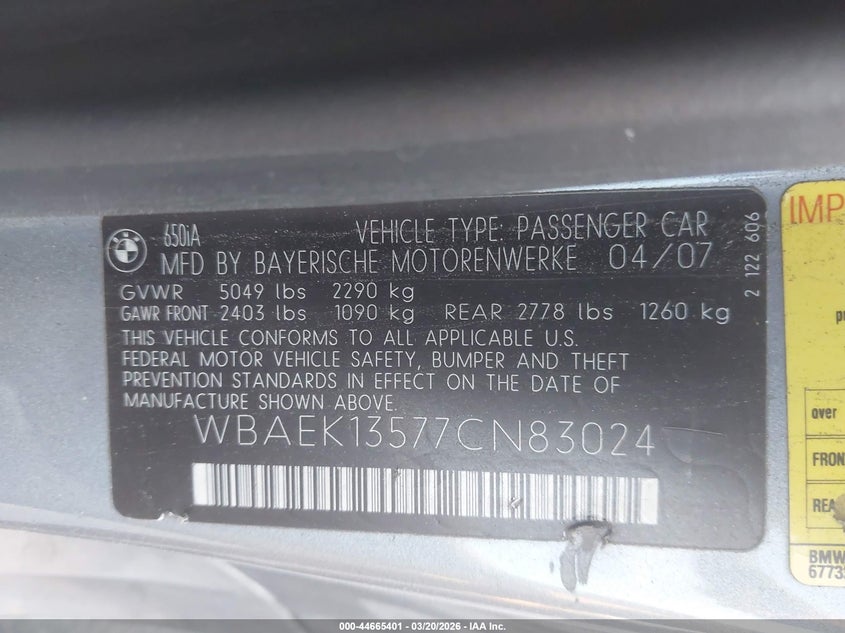 650iA
VEHICLE TYPE: PASSENGER CAR
MFD BY BAYERISCHE MOTORENWERKE 04/07
GVWR 5049 lbs 2290 kg
GAWR FRONT 2403 lbs 1090 kg REAR 2778 lbs 1260 kg
THIS VEHICLE CONFORMS TO ALL APPLICABLE U.S.
FEDERAL MOTOR VEHICLE SAFETY, BUMPER AND THEFT
PREVENTION STANDARDS IN EFFECT ON THE DATE OF
MANUFACTURE SHOWN ABOVE.
WBAEK13577CN83024
2 122 606
IMP
over
FRON
REA
BMW
6773
000-44665401 - 03/20/2026 - IAA Inc.